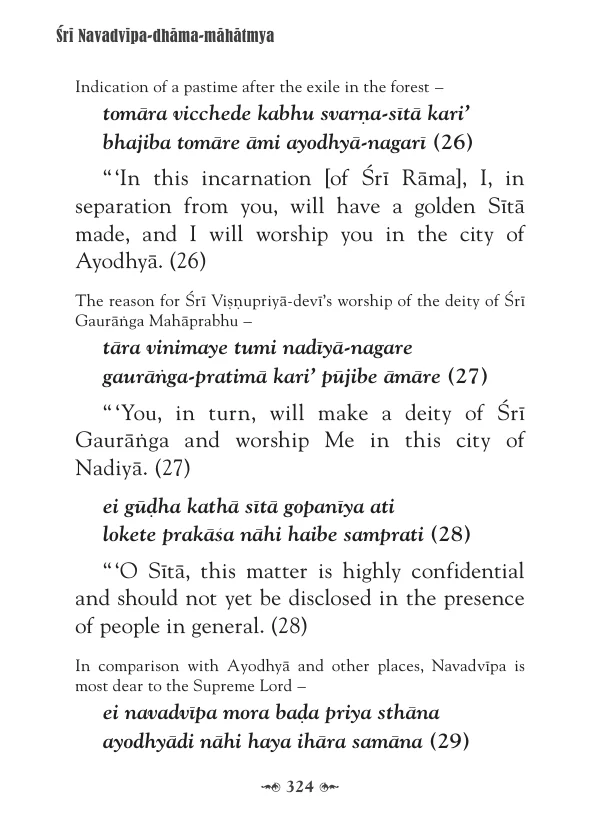 Śrī Navadvīpa-dhāma-māhātmya
Indication of a pastime after the exile in the forest –
tomāra vicchede kabhu svarṇa-sītā kari’
bhajiba tomāre āmi ayodhyā-nagarī (26)
“ ‘In this incarnation [of Śrī Rāma], I, in
separation from you, will have a golden Sītā
made, and I will worship you in the city of
Ayodhyā. (26)
The reason for Śrī Viṣṇupriyā-devī’s worship of the deity of Śrī
Gaurāṅga Mahāprabhu –
tāra vinimaye tumi nadīyā-nagare
gaurāṅga-pratimā kari’ pūjibe āmāre (27)
“ ‘You, in turn, will make a deity of Śrī
Gaurāṅga and worship Me in this city of
Nadiyā. (27)
ei gūḍha kathā sītā gopanīya ati
lokete prakāśa nāhi haibe samprati (28)
“ ‘O Sītā, this matter is highly confidential
and should not yet be disclosed in the presence
of people in general. (28)
In comparison with Ayodhyā and other places, Navadvīpa is
most dear to the Supreme Lord –
ei navadvīpa mora baḍa priya sthāna
ayodhyādi nāhi haya ihāra samāna (29)
324